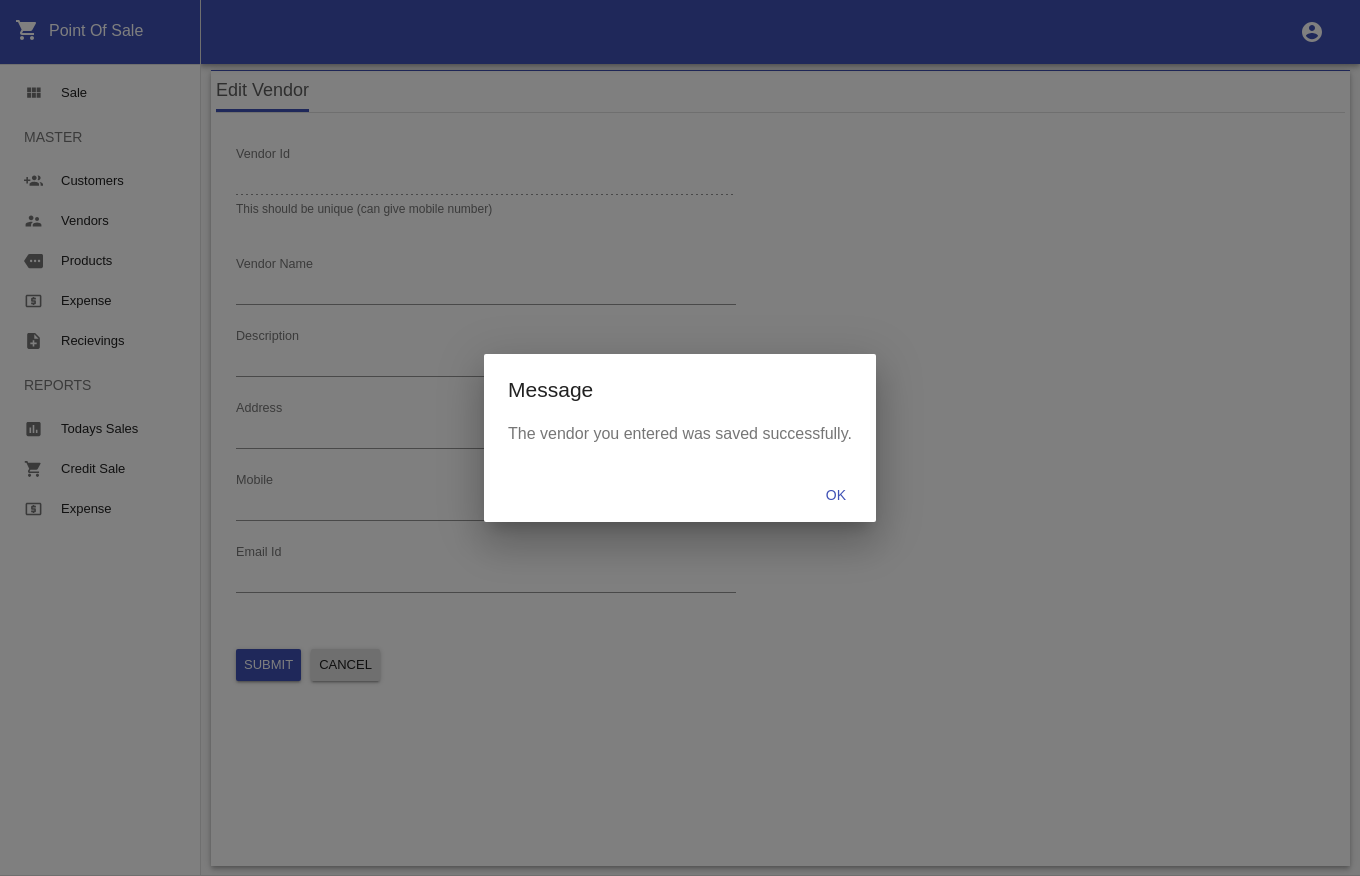 Point Of Sale
Sale
MASTER
Customers
Vendors
Products
Expense
Recievings
REPORTS
Todays Sales
Credit Sale
Expense
Edit Vendor
Vendor Id
This should be unique (can give mobile number)
Vendor Name
Description
Address
Mobile
Email Id
SUBMIT CANCEL
Message
The vendor you entered was saved successfully.
OK